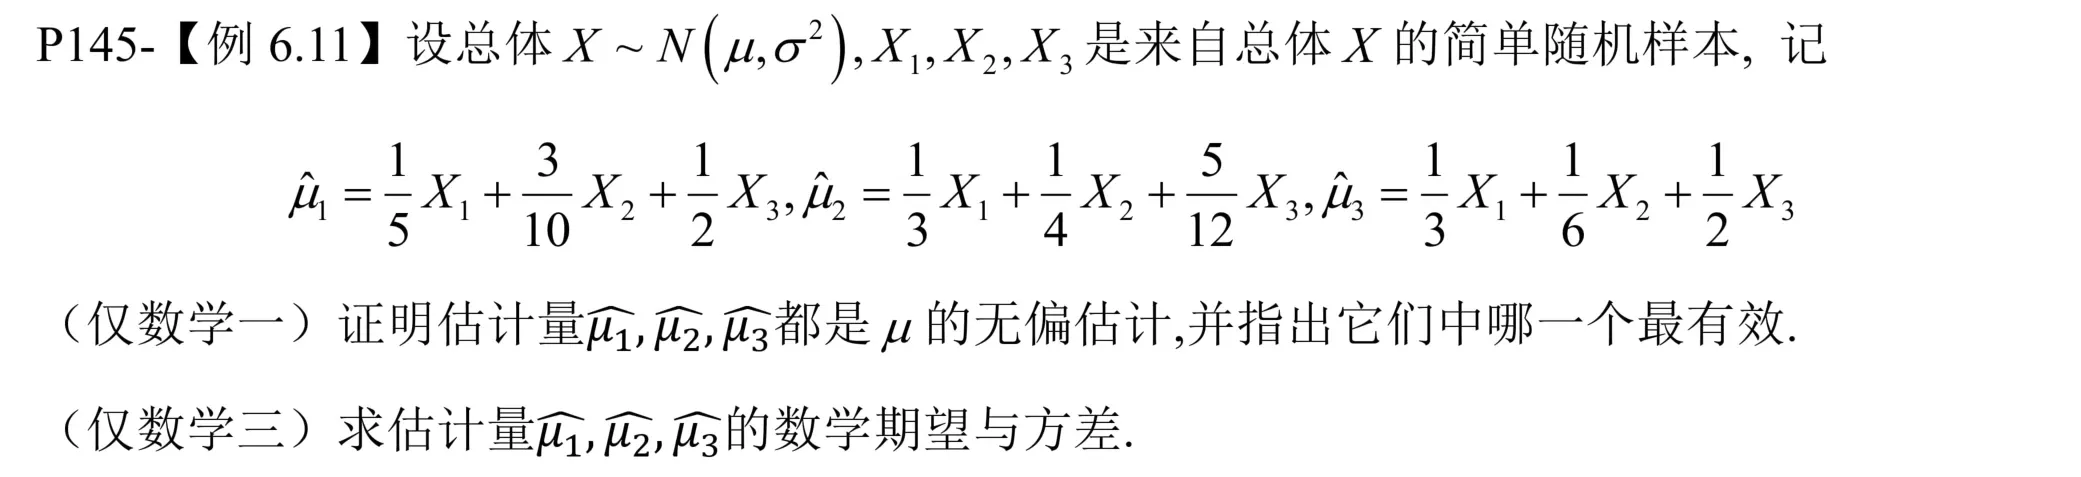 P145-【例 6.11】设总体 X ~ N(μ,σ²), X₁, X₂, X₃ 是来自总体 X 的简单随机样本, 记
μ̂₁ = 1/5 X₁ + 3/10 X₂ + 1/2 X₃, μ̂₂ = 1/3 X₁ + 1/4 X₂ + 5/12 X₃, μ̂₃ = 1/3 X₁ + 1/6 X₂ + 1/2 X₃
（仅数学一）证明估计量μ̂₁, μ̂₂, μ̂₃都是 μ 的无偏估计,并指出它们中哪一个最有效.
（仅数学三）求估计量μ̂₁, μ̂₂, μ̂₃的数学期望与方差.